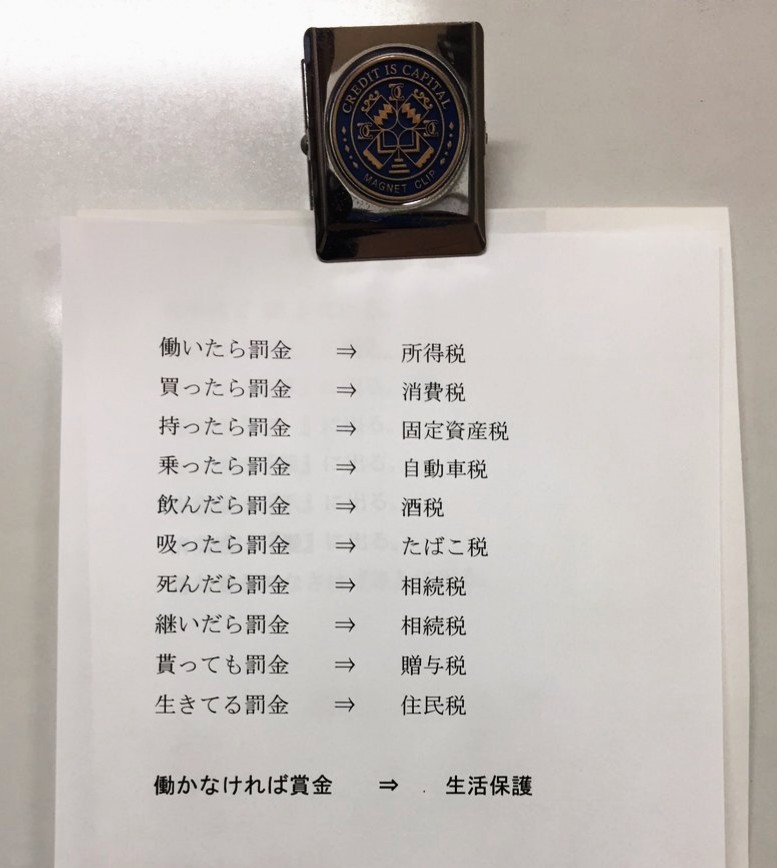 CREDIT IS CAPITAL
MAGNET CLIP
働いたら罰金 ⇒ 所得税
買ったら罰金 ⇒ 消費税
持ったら罰金 ⇒ 固定資産税
乗ったら罰金 ⇒ 自動車税
飲んだら罰金 ⇒ 酒税
吸ったら罰金 ⇒ たばこ税
死んだら罰金 ⇒ 相続税
継いだら罰金 ⇒ 相続税
貰っても罰金 ⇒ 贈与税
生きてる罰金 ⇒ 住民税
働かなければ賞金 ⇒ 生活保護